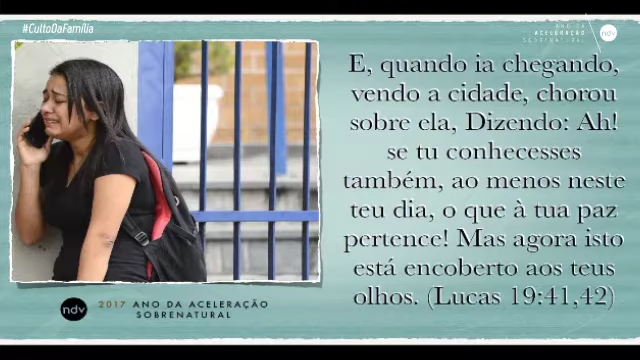 #CultoDaFamília
ANO DA
ACELERAÇÃO
SOBRENATURAL
ndv
E, quando ia chegando,
vendo a cidade, chorou
sobre ela, Dizendo: Ah!
se tu conhecesses
também, ao menos neste
teu dia, o que à tua paz
pertence! Mas agora isto
está encoberto aos teus
olhos. (Lucas 19:41,42)
ndv
2017 ANO DA ACELERAÇÃO
SOBRENATURAL